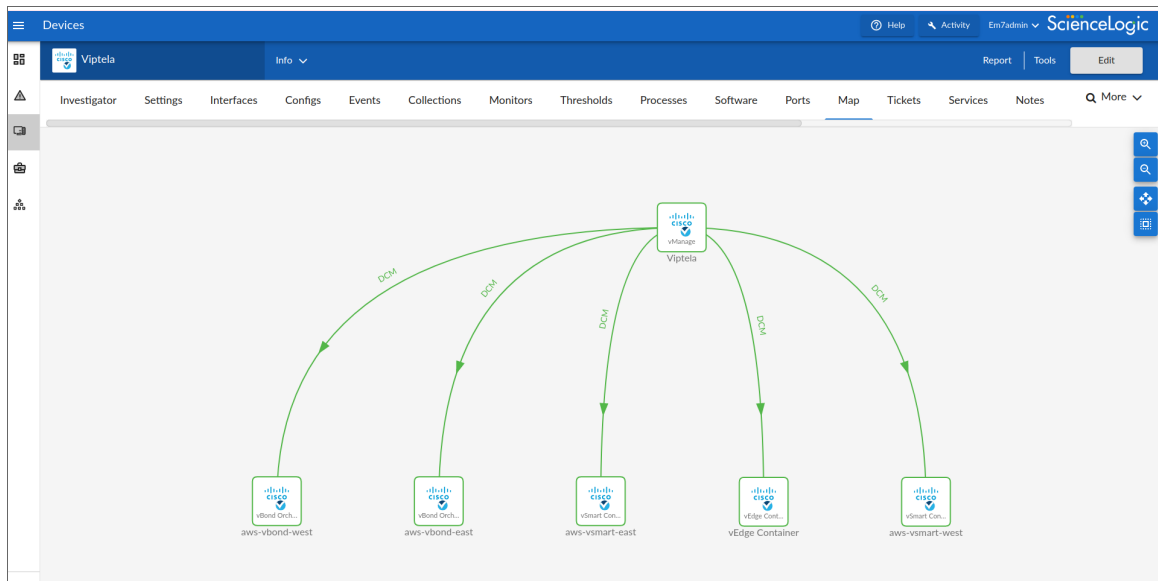 Devices
Help
Activity
Em7admin
ScienceLogic
CISCO
Viptela
Info
Report
Tools
Edit
Investigator
Settings
Interfaces
Configs
Events
Collections
Monitors
Thresholds
Processes
Software
Ports
Map
Tickets
Services
Notes
More
CISCO
vManage
Viptela
DCM
DCM
DCM
DCM
DCM
CISCO
vBond Orch...
aws-vbond-west
CISCO
vBond Orch...
aws-vbond-east
CISCO
vSmart Con...
aws-vsmart-east
CISCO
vEdge Cont...
vEdge Container
CISCO
vSmart Con...
aws-vsmart-west